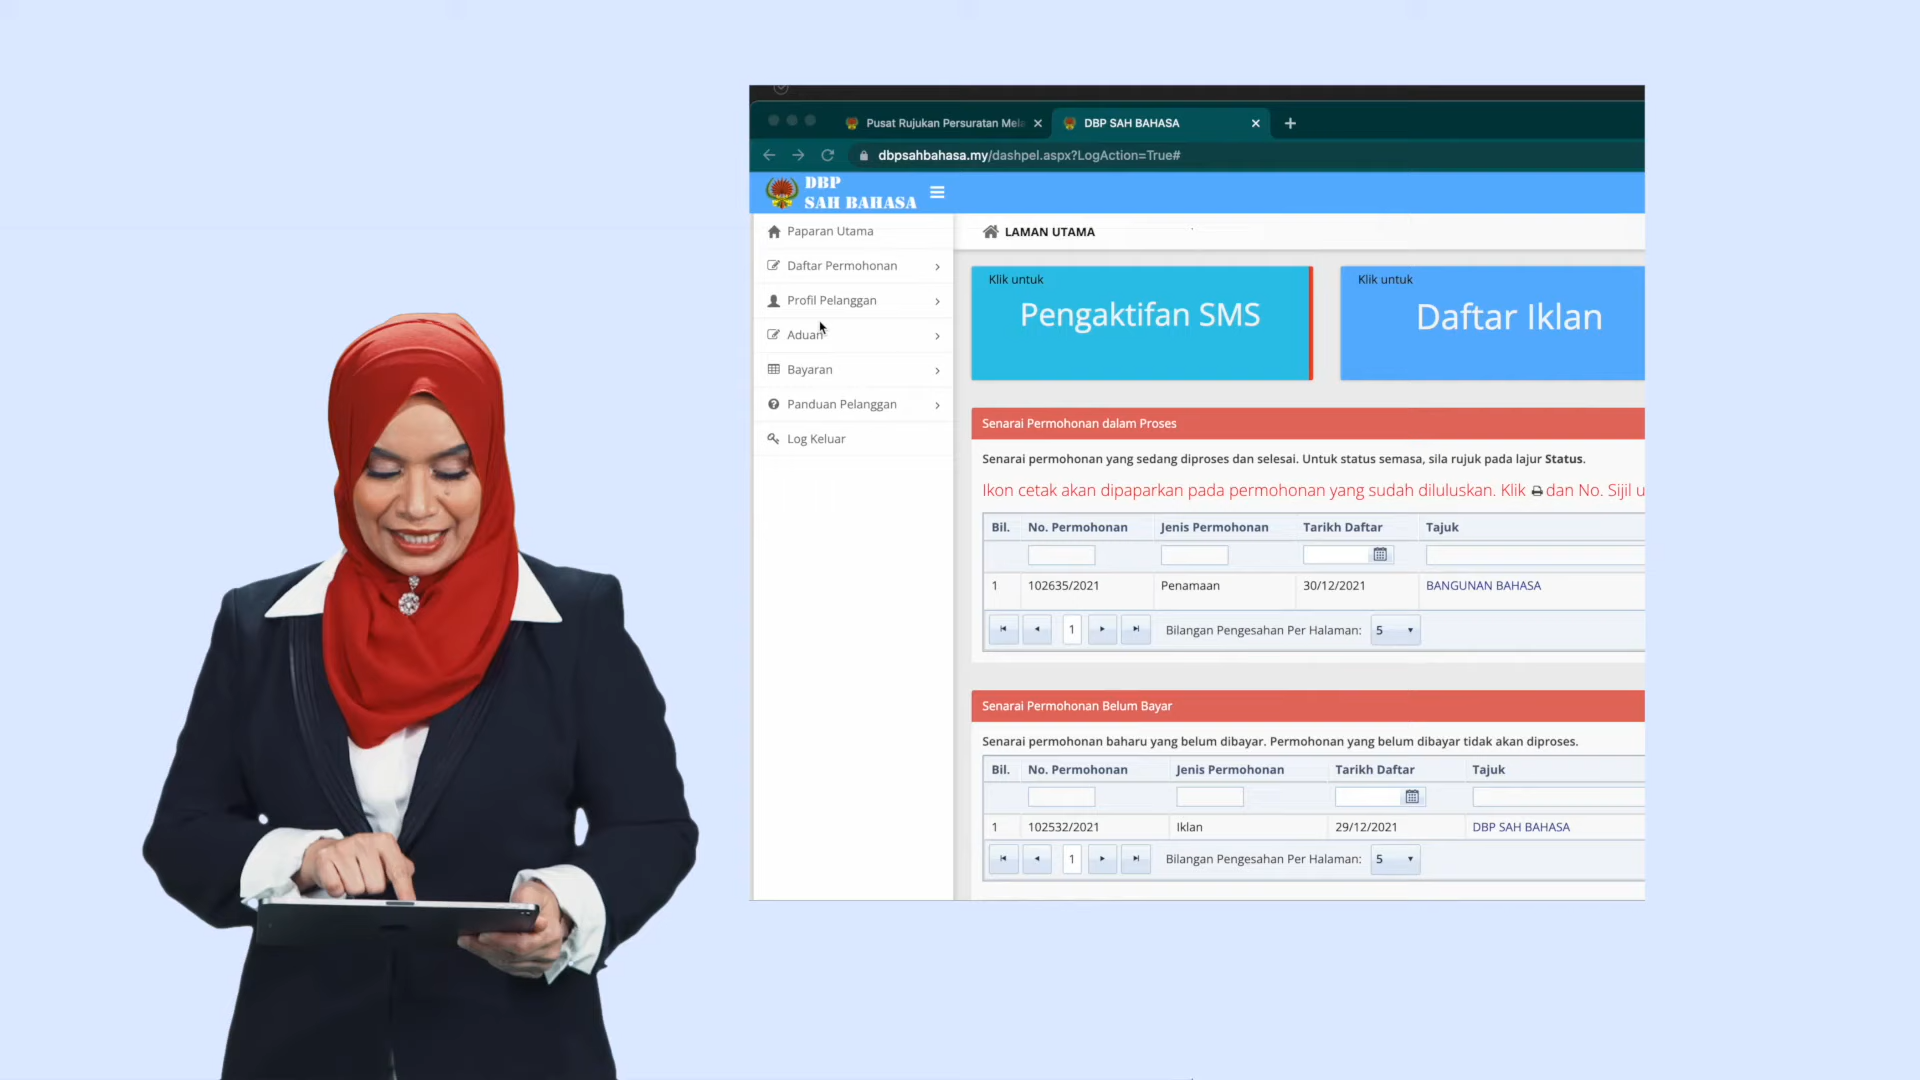 Pusat Rujukan Persuratan Mela
DBP SAH BAHASA
dbpsahbahasa.my/dashpel.aspx?LogAction=True#
DBP
SAH BAHASA
Paparan Utama
Daftar Permohonan
Profil Pelanggan
Aduan
Bayaran
Panduan Pelanggan
Log Keluar
LAMAN UTAMA
Klik untuk
Pengaktifan SMS
Klik untuk
Daftar Iklan
Senarai Permohonan dalam Proses
Senarai permohonan yang sedang diproses dan selesai. Untuk status semasa, sila rujuk pada lajur Status.
Ikon cetak akan dipaparkan pada permohonan yang sudah diluluskan. Klik dan No. Sijil u
Bil. No. Permohonan Jenis Permohonan Tarikh Daftar Tajuk
1 102635/2021 Penamaan 30/12/2021 BANGUNAN BAHASA
1 Bilangan Pengesahan Per Halaman: 5
Senarai Permohonan Belum Bayar
Senarai permohonan baharu yang belum dibayar. Permohonan yang belum dibayar tidak akan diproses.
Bil. No. Permohonan Jenis Permohonan Tarikh Daftar Tajuk
1 102532/2021 Iklan 29/12/2021 DBP SAH BAHASA
1 Bilangan Pengesahan Per Halaman: 5